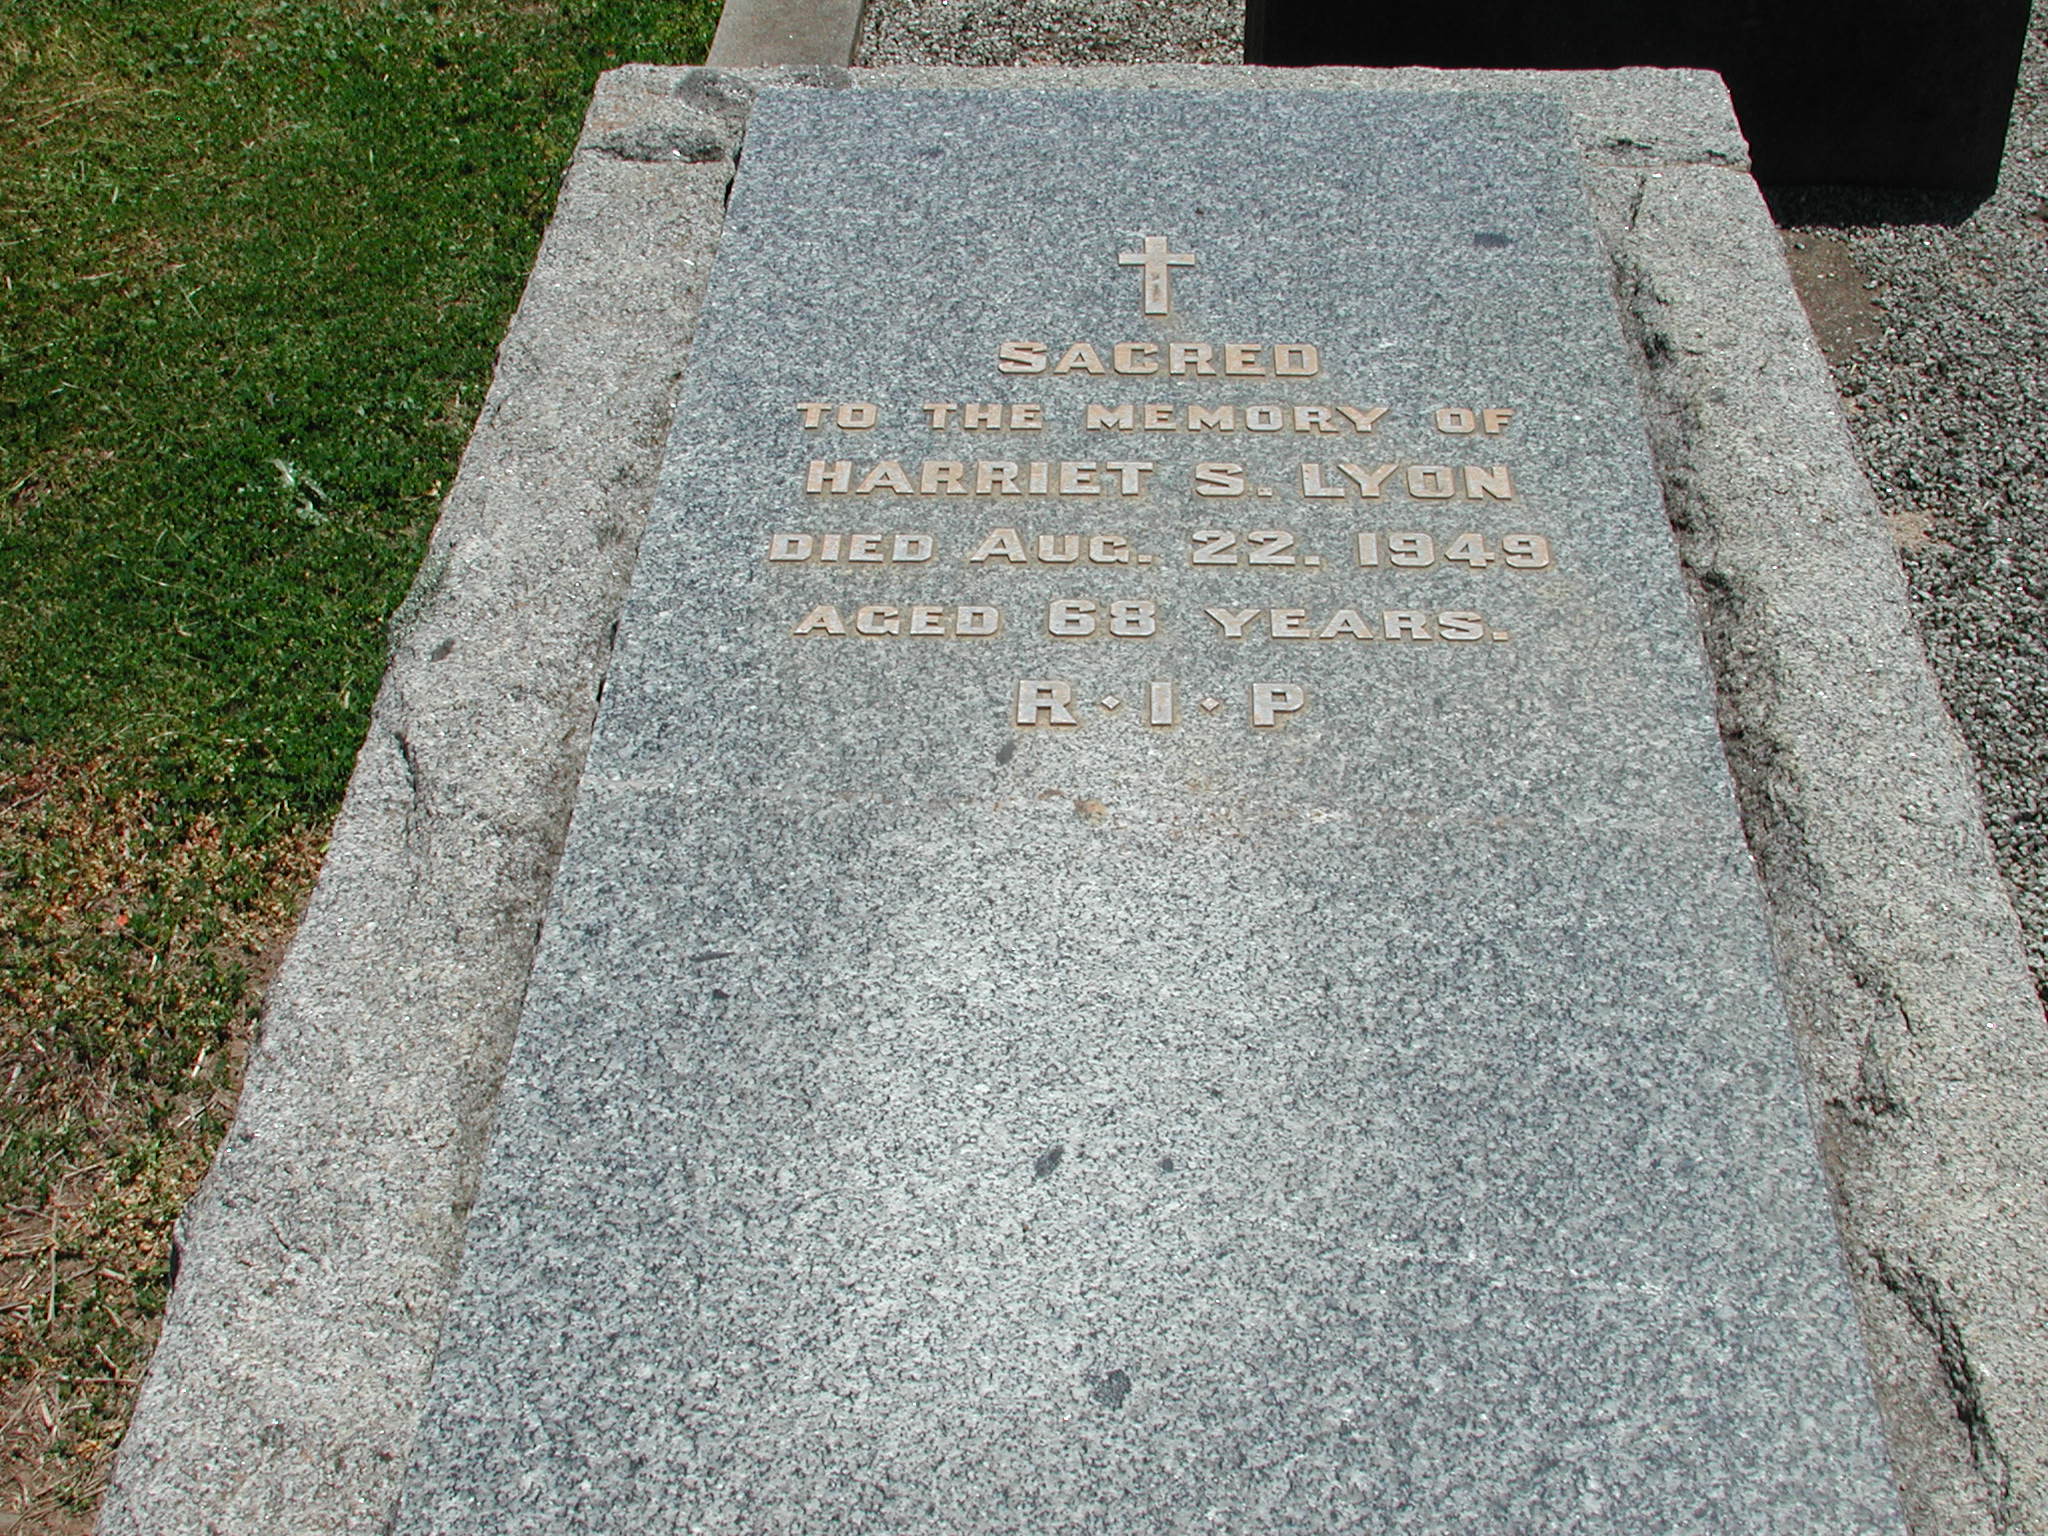 SACRED
TO THE MEMORY OF
HARRIET S. LYON
DIED AUG. 22. 1949
AGED 68 YEARS.
R·I·P